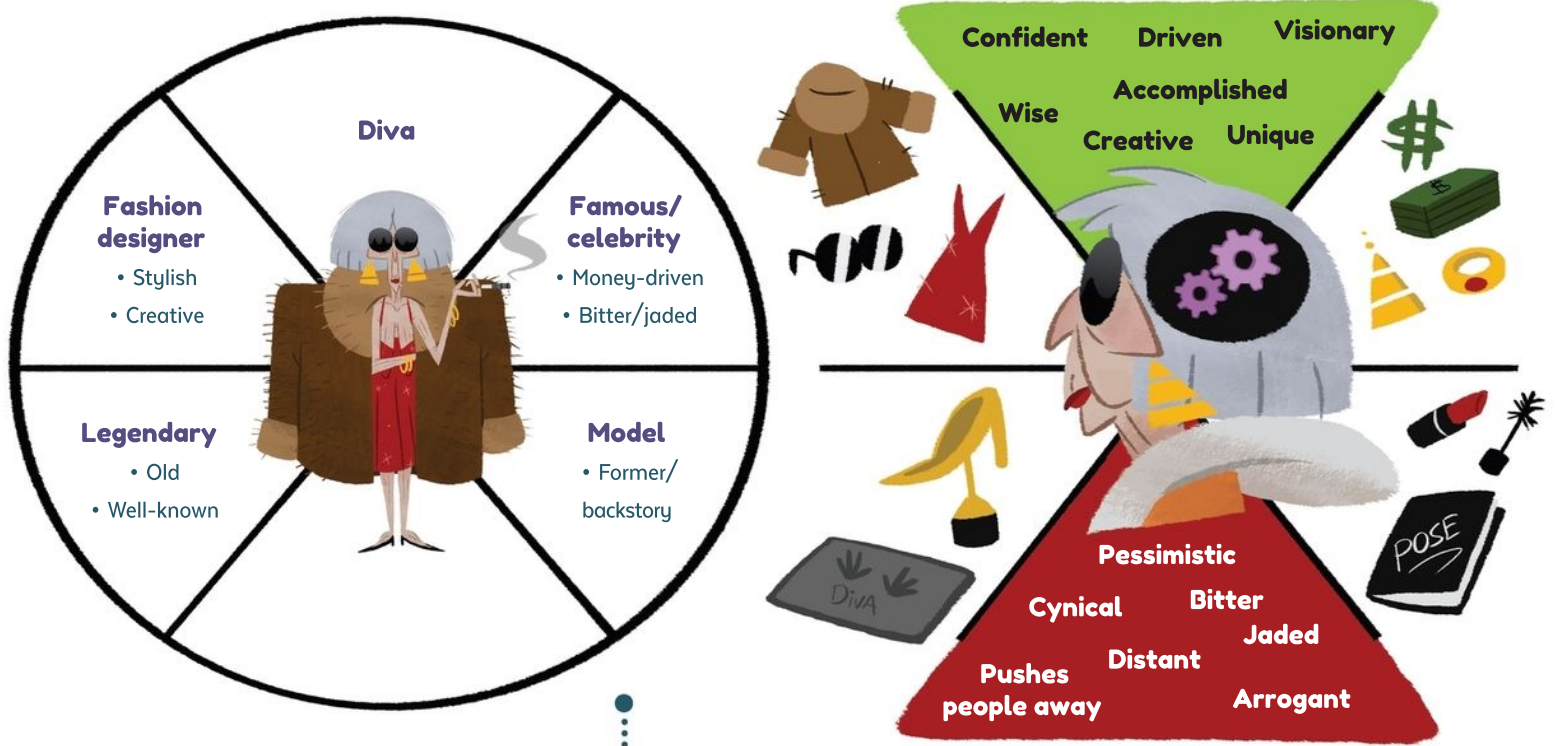 Diva
Fashion
designer
• Stylish
• Creative
Famous/
celebrity
• Money-driven
• Bitter/jaded
Legendary
• Old
• Well-known
Model
• Former/
backstory
Confident Driven Visionary
Wise Accomplished
Creative Unique
$
$
DivA
POSE
Pessimistic
Cynical Bitter
Jaded
Distant
Pushes
people away
Arrogant